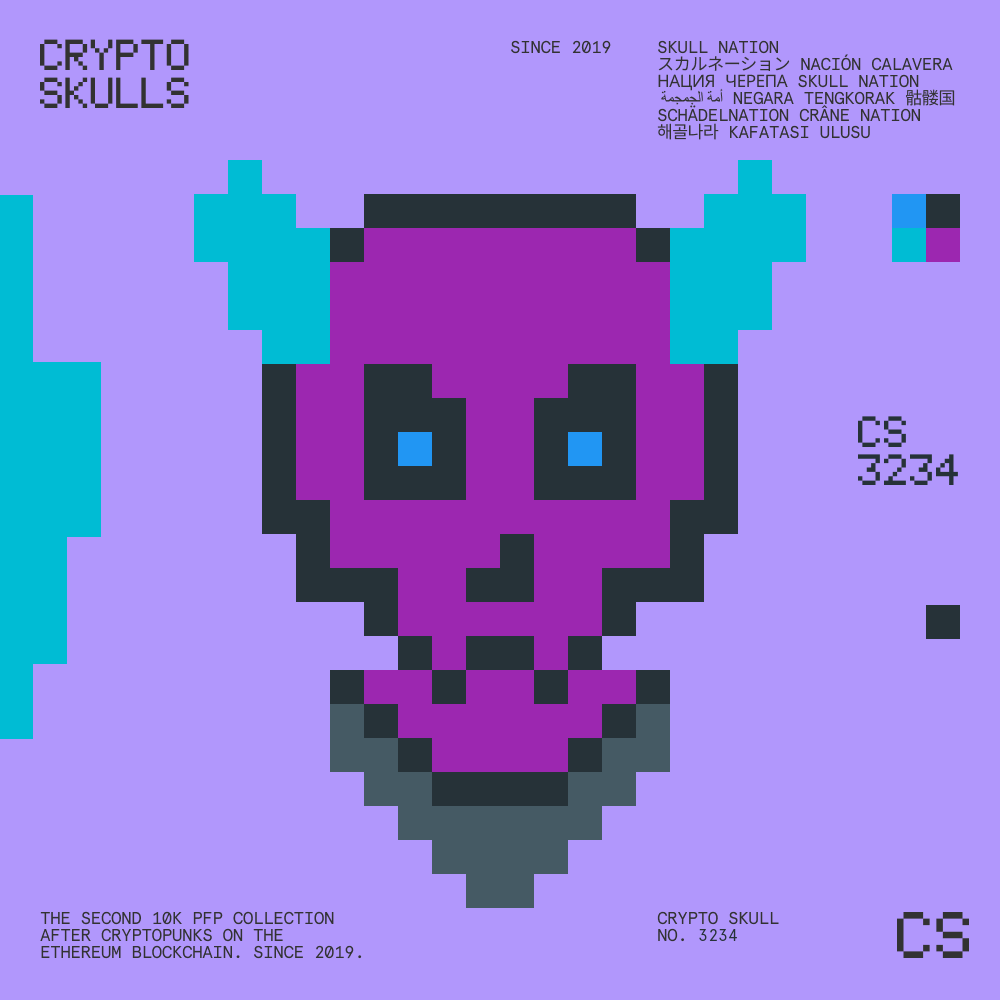 CRYPTO
SKULLS
SINCE 2019
SKULL NATION
スカルネーション NACIÓN CALAVERA
НАЦИЯ ЧЕРЕПА SKULL NATION
أمة الجمجمة NEGARA TENGKORAK 骷髅国
SCHÄDELNATION CRÂNE NATION
해골나라 KAFATASI ULUSU
CS
3234
THE SECOND 10K PFP COLLECTION
AFTER CRYPTOPUNKS ON THE
ETHEREUM BLOCKCHAIN. SINCE 2019.
CRYPTO SKULL
NO. 3234
CS